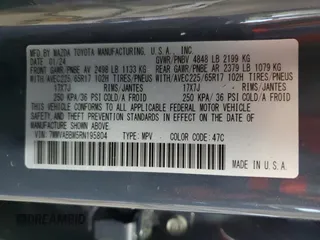 MFD BY MAZDA TOYOTA MANUFACTURING, U.S.A., INC.
DATE 01/24 GVWR/PNBV 4848 LB 2199 KG
FRONT GAWR/PNBE AV 2498 LB 1133 KG REAR GAWR/PNBE AR 2379 LB 1079 KG
WITH/AVEC225/65R17 102H TIRES/PNEUS WITH/AVEC225/65R17 102H TIRES/PNEUS
17X7J RIMS/JANTES 17X7J RIMS/JANTES
250 KPA/ 36 PSI COLD/A FROID 250 KPA/ 36 PSI COLD/A FROID
THIS VEHICLE CONFORMS TO ALL APPLICABLE FEDERAL MOTOR VEHICLE SAFETY,
BUMPER, AND THEFT PREVENTION STANDARDS IN EFFECT ON THE DATE OF
MANUFACTURE SHOWN ABOVE.
VIN: 7MMVABBM5RN195804 TYPE: MPV COLOR CODE: 47C
DREAMBID